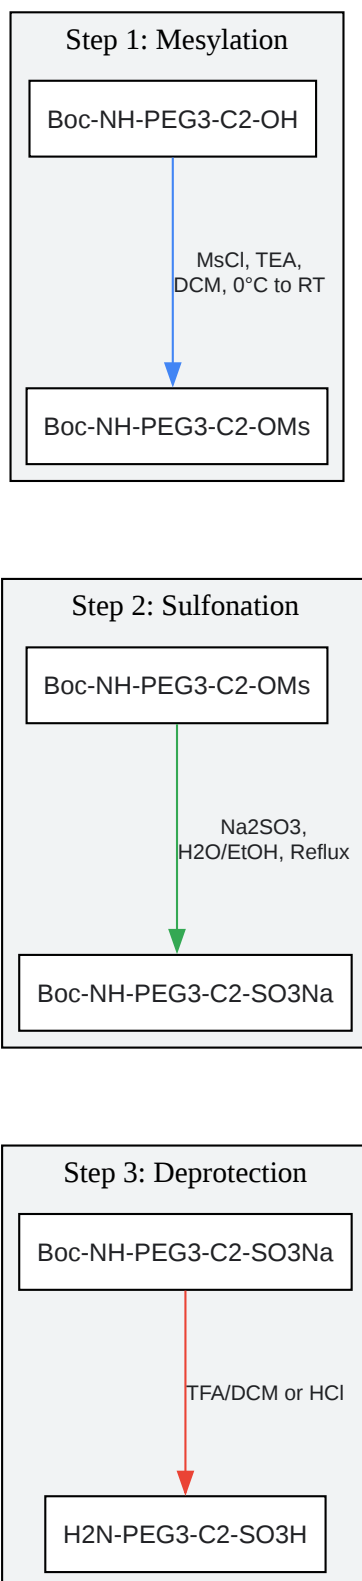 Step 1: Mesylation
Boc-NH-PEG3-C2-OH
MsCl, TEA,
DCM, 0°C to RT
Boc-NH-PEG3-C2-OMs
Step 2: Sulfonation
Boc-NH-PEG3-C2-OMs
Na2SO3,
H2O/EtOH, Reflux
Boc-NH-PEG3-C2-SO3Na
Step 3: Deprotection
Boc-NH-PEG3-C2-SO3Na
TFA/DCM or HCl
H2N-PEG3-C2-SO3H